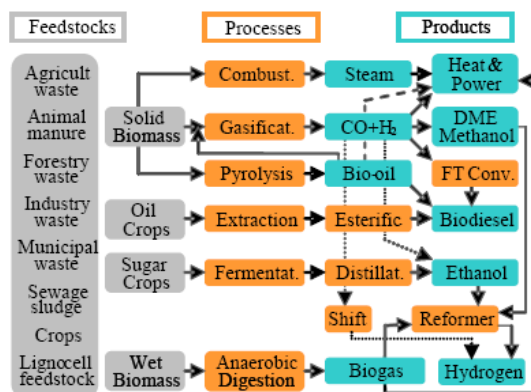 Feedstocks
Processes
Products
Agricult
waste
Animal
manure
Forestry
waste
Industry
waste
Municipal
waste
Sewage
sludge
Crops
Lignocell
feedstock
Solid
Biomass
Oil
Crops
Sugar
Crops
Wet
Biomass
Combust.
Gasificat.
Pyrolysis
Extraction
Fermentat.
Anaerobic
Digestion
Steam
CO+H₂
Bio-oil
Esterific
Distillat.
Shift
Biogas
Heat &
Power
DME
Methanol
FT Conv.
Biodiesel
Ethanol
Reformer
Hydrogen